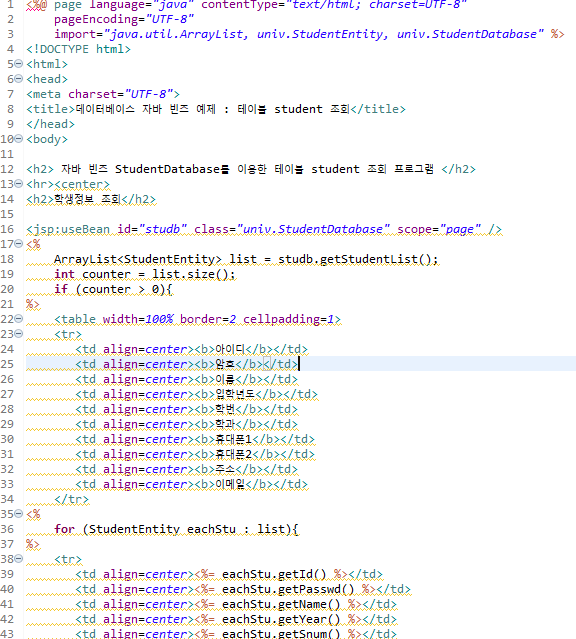 1 <%@ page language="java" contentType="text/html; charset=UTF-8"
2 pageEncoding="UTF-8"
3 import="java.util.ArrayList, univ.StudentEntity, univ.StudentDatabase" %>
4 <!DOCTYPE html>
5 <html>
6 <head>
7 <meta charset="UTF-8">
8 <title>데이터베이스 자바 빈즈 예제 : 테이블 student 조회</title>
9 </head>
10 <body>
11
12 <h2> 자바 빈즈 StudentDatabase를 이용한 테이블 student 조회 프로그램 </h2>
13 <hr><center>
14 <h2>학생정보 조회</h2>
15
16 <jsp:useBean id="studb" class="univ.StudentDatabase" scope="page" />
17 <%
18 ArrayList<StudentEntity> list = studb.getStudentList();
19 int counter = list.size();
20 if (counter > 0){
21 %>
22 <table width=100% border=2 cellpadding=1>
23 <tr>
24 <td align=center><b>아이디</b></td>
25 <td align=center><b>암호</b></td>
26 <td align=center><b>이름</b></td>
27 <td align=center><b>입학년도</b></td>
28 <td align=center><b>학번</b></td>
29 <td align=center><b>학과</b></td>
30 <td align=center><b>휴대폰1</b></td>
31 <td align=center><b>휴대폰2</b></td>
32 <td align=center><b>주소</b></td>
33 <td align=center><b>이메일</b></td>
34 </tr>
35 <%
36 for (StudentEntity eachStu : list){
37 %>
38 <tr>
39 <td align=center><%= eachStu.getId() %></td>
40 <td align=center><%= eachStu.getPasswd() %></td>
41 <td align=center><%= eachStu.getName() %></td>
42 <td align=center><%= eachStu.getYear() %></td>
43 <td align=center><%= eachStu.getSnum() %></td>